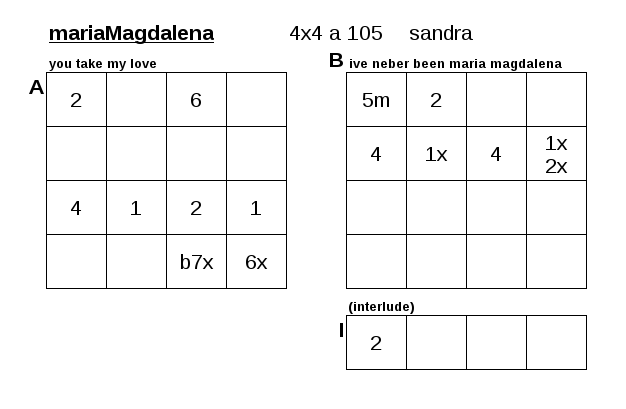 mariaMagdalena 4x4 a 105 sandra
you take my love
A
2 6
4 1 2 1
b7x 6x
B ive neber been maria magdalena
5m 2
4 1x 4 1x
2x
(interlude)
I
2